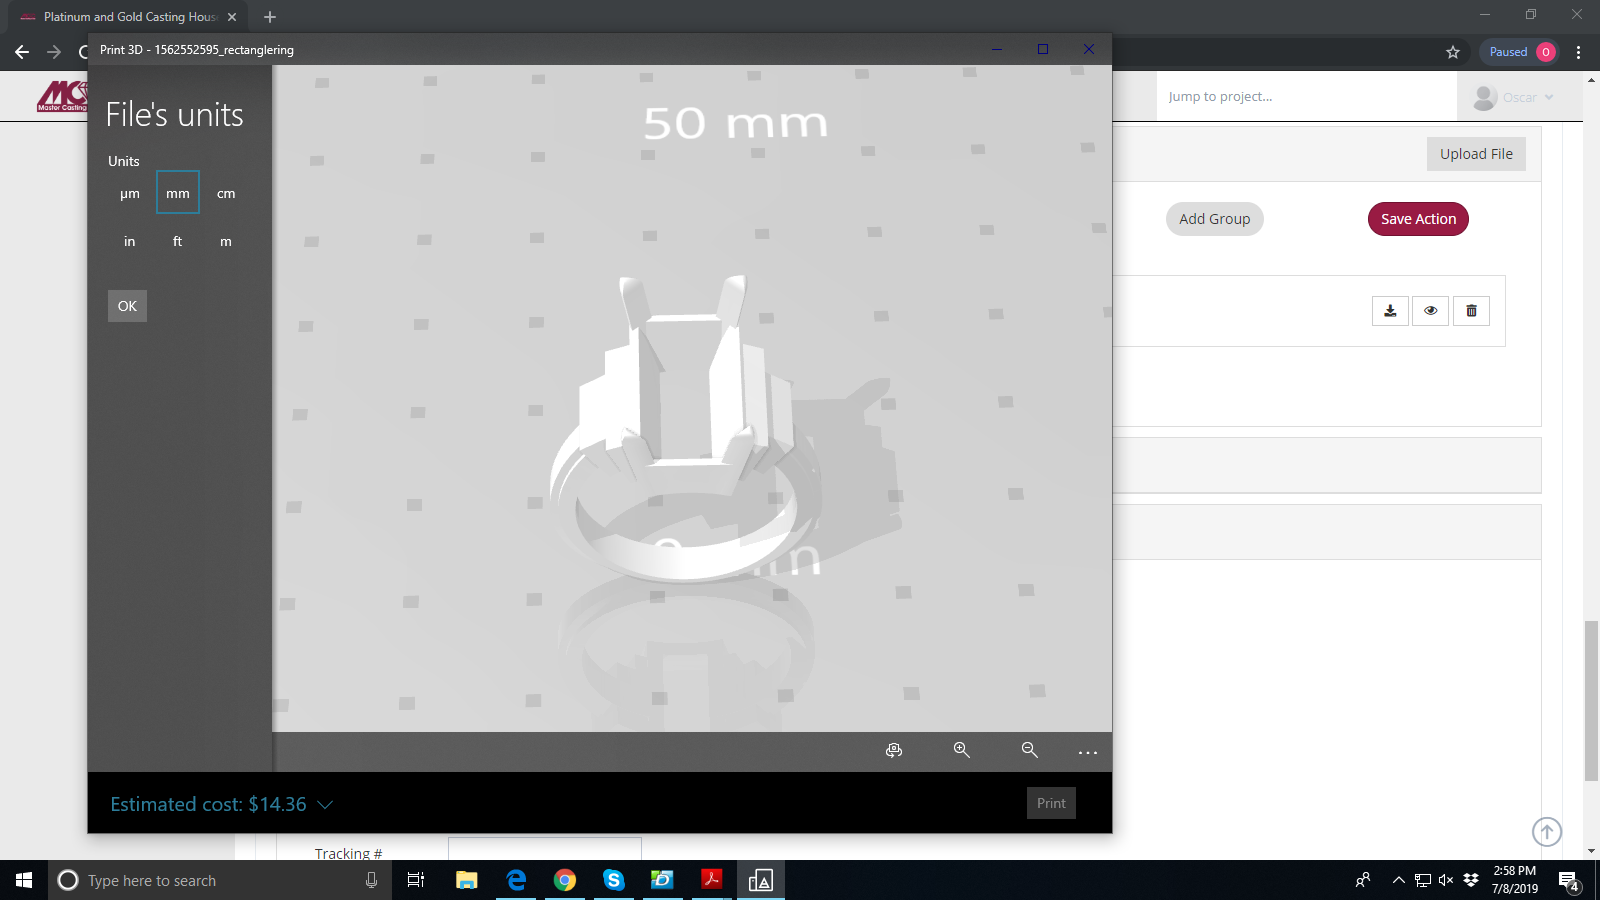 Platinum and Gold Casting Hous
Print 3D - 1562552595_rectanglering
Paused 0
MC
Master Casting
Jump to project...
Oscar
File's units
Units
µm mm cm
in ft m
OK
50 mm
Upload File
Add Group
Save Action
Estimated cost: $14.36
Print
Tracking #
Type here to search
2:58 PM
7/8/2019
4